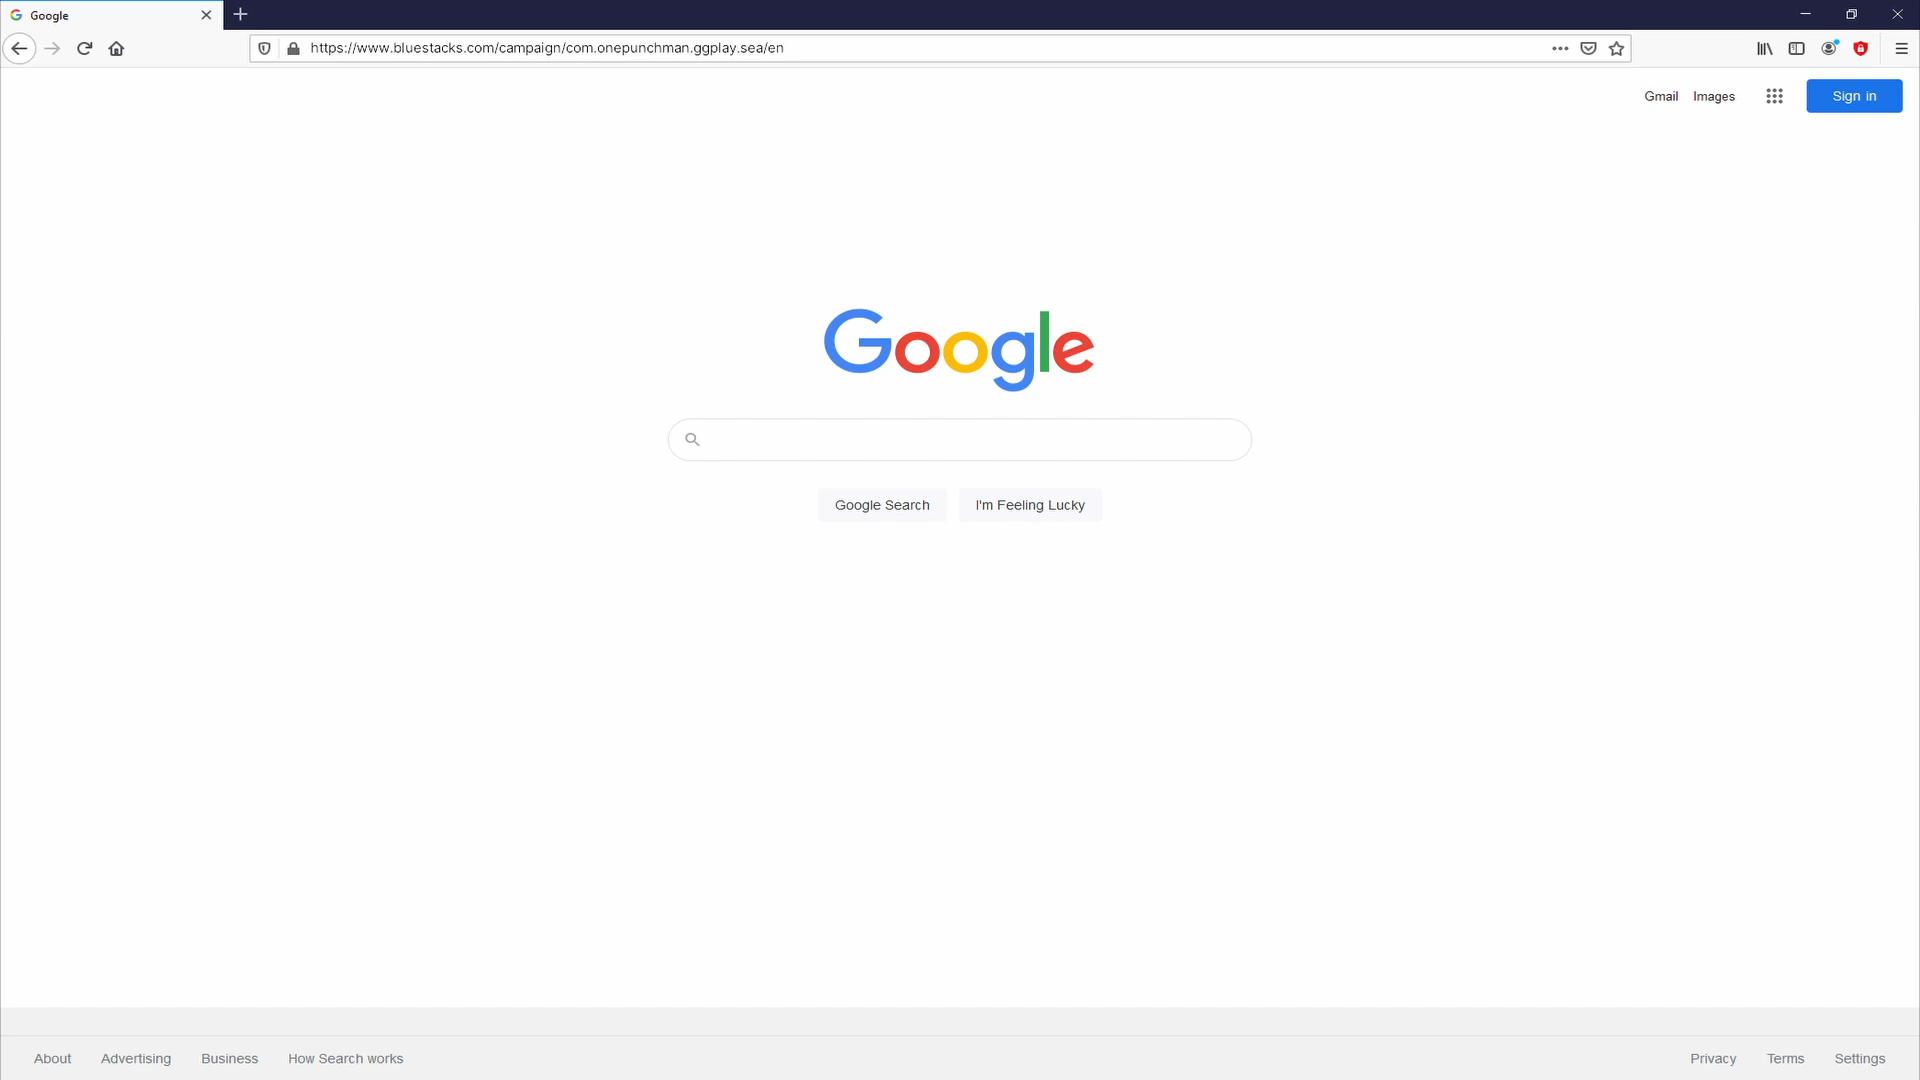 Google
https://www.bluestacks.com/campaign/com.onepunchman.ggplay.sea/en
Gmail Images Sign in
Google
Google Search I'm Feeling Lucky
About Advertising Business How Search works Privacy Terms Settings